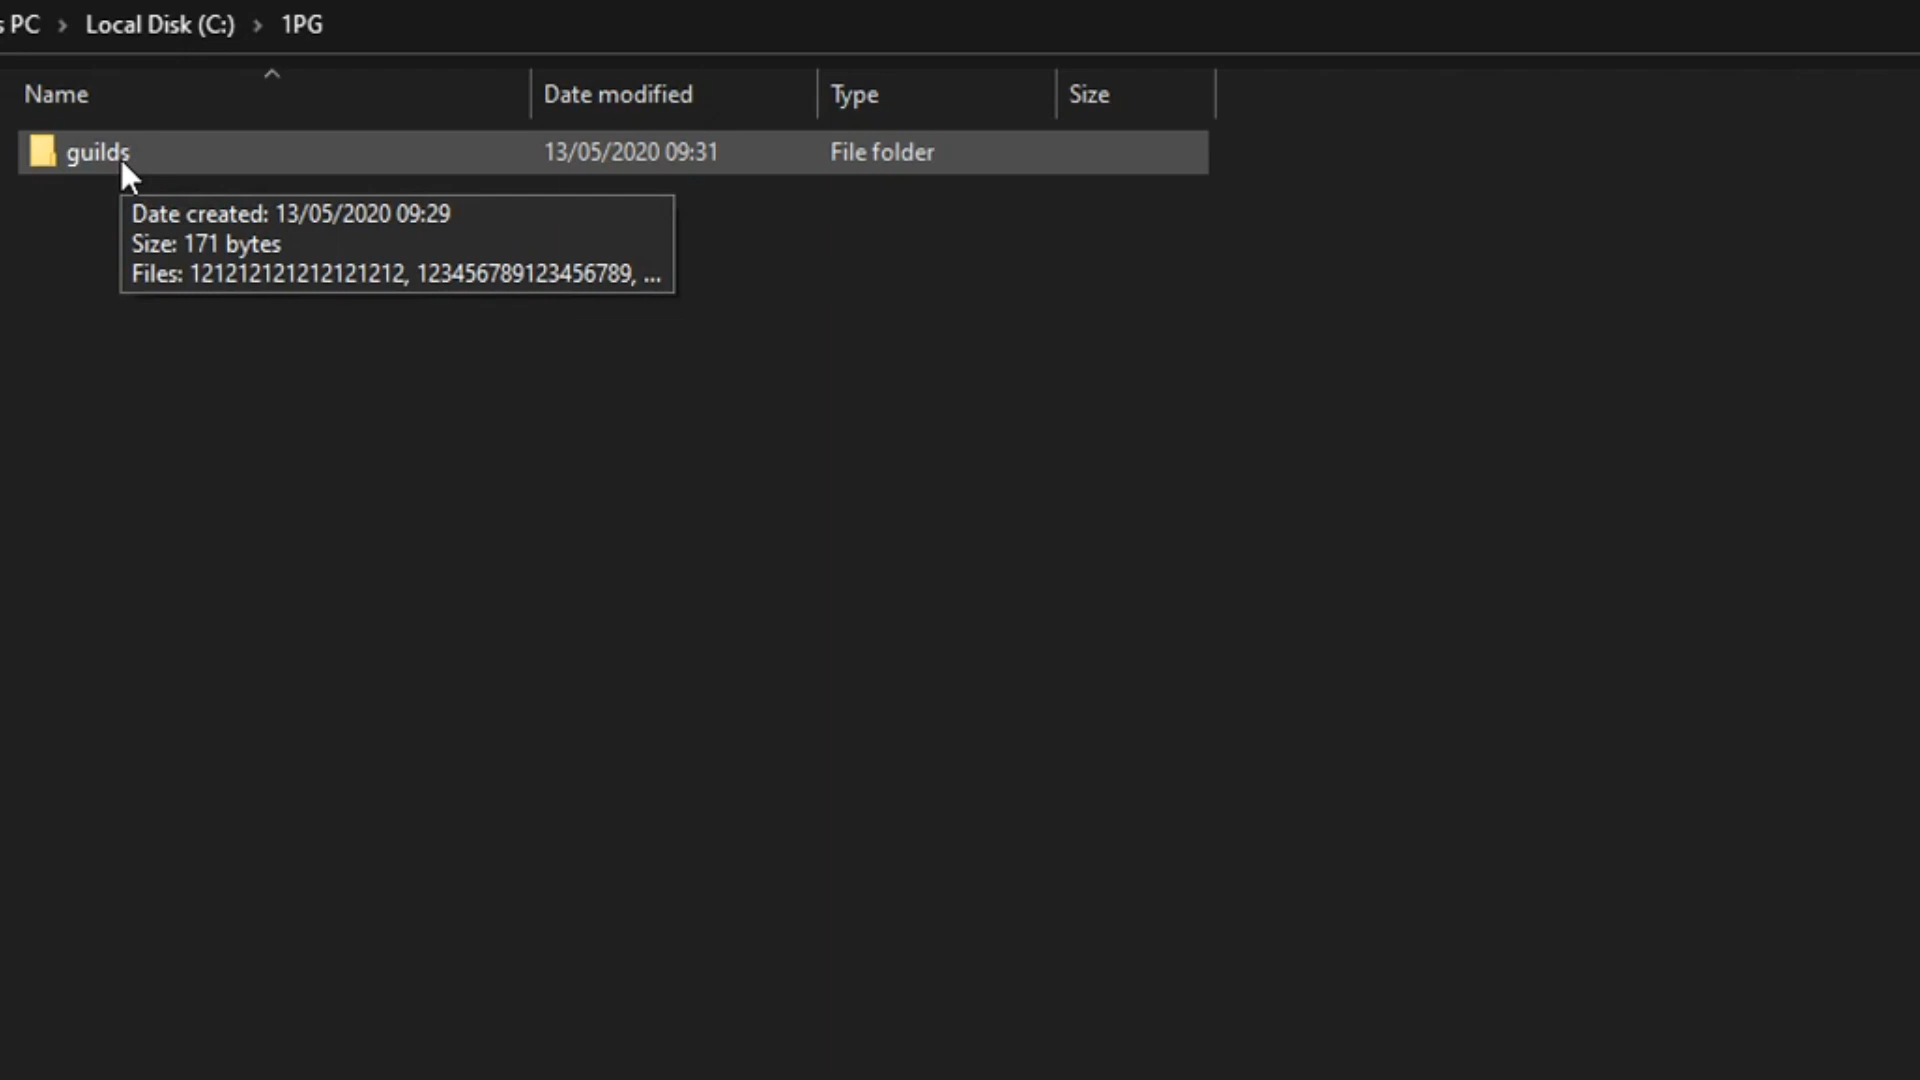 s PC > Local Disk (C:) > 1PG
Name Date modified Type Size
guilds 13/05/2020 09:31 File folder
Date created: 13/05/2020 09:29
Size: 171 bytes
Files: 121212121212121212, 123456789123456789, ...